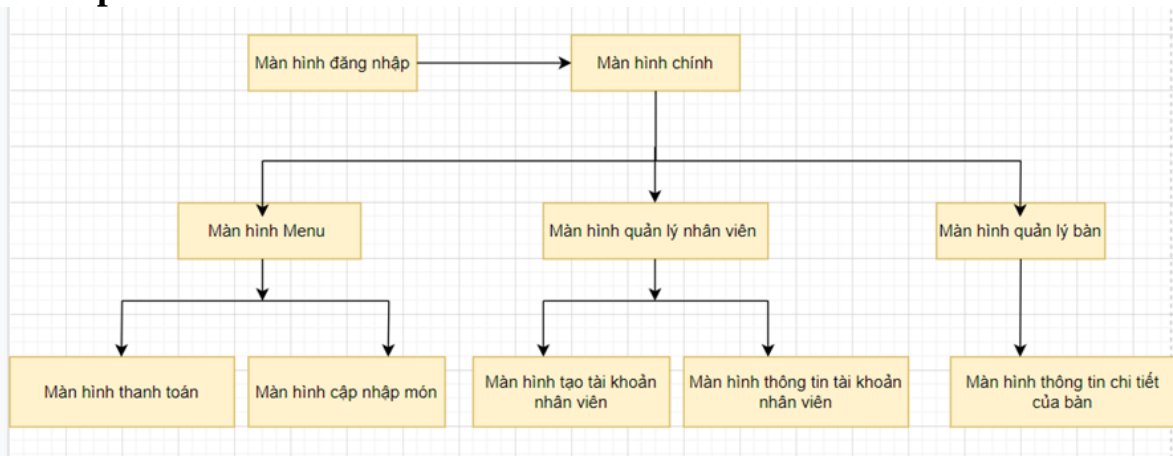 Màn hình đăng nhập
Màn hình chính
Màn hình Menu
Màn hình quản lý nhân viên
Màn hình quản lý bàn
Màn hình thanh toán
Màn hình cập nhập món
Màn hình tạo tài khoản
nhân viên
Màn hình thông tin tài khoản
nhân viên
Màn hình thông tin chi tiết
của bàn